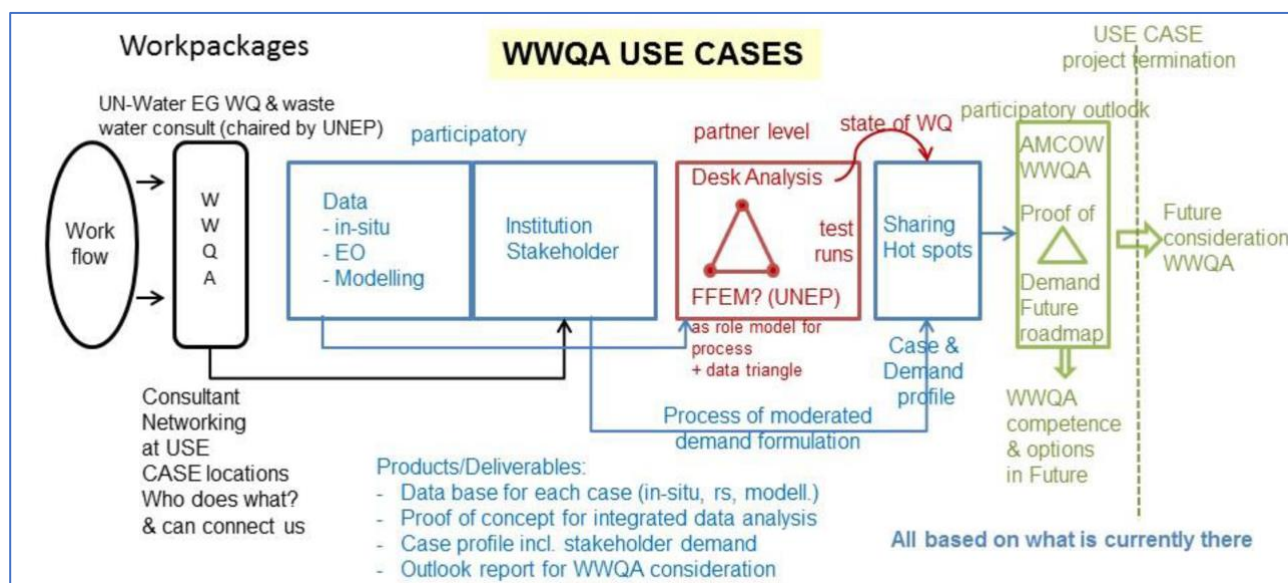 Workpackages
WWQA USE CASES
USE CASE
project termination
UN-Water EG WQ & waste
water consult (chaired by UNEP)
participatory
partner level
state of WQ
participatory outlook
Work
flow
W
W
Q
A
Data
- in-situ
- EO
- Modelling
Institution
Stakeholder
Desk Analysis
test
runs
FFEM? (UNEP)
as role model for
process
+ data triangle
Sharing
Hot spots
AMCOW
WWQA
Proof of
Demand
Future
roadmap
Future
consideration
WWQA
Case &
Demand
profile
Process of moderated
demand formulation
WWQA
competence
& options
in Future
Consultant
Networking
at USE
CASE locations
Who does what?
& can connect us
Products/Deliverables:
- Data base for each case (in-situ, rs, modell.)
- Proof of concept for integrated data analysis
- Case profile incl. stakeholder demand
- Outlook report for WWQA consideration
All based on what is currently there